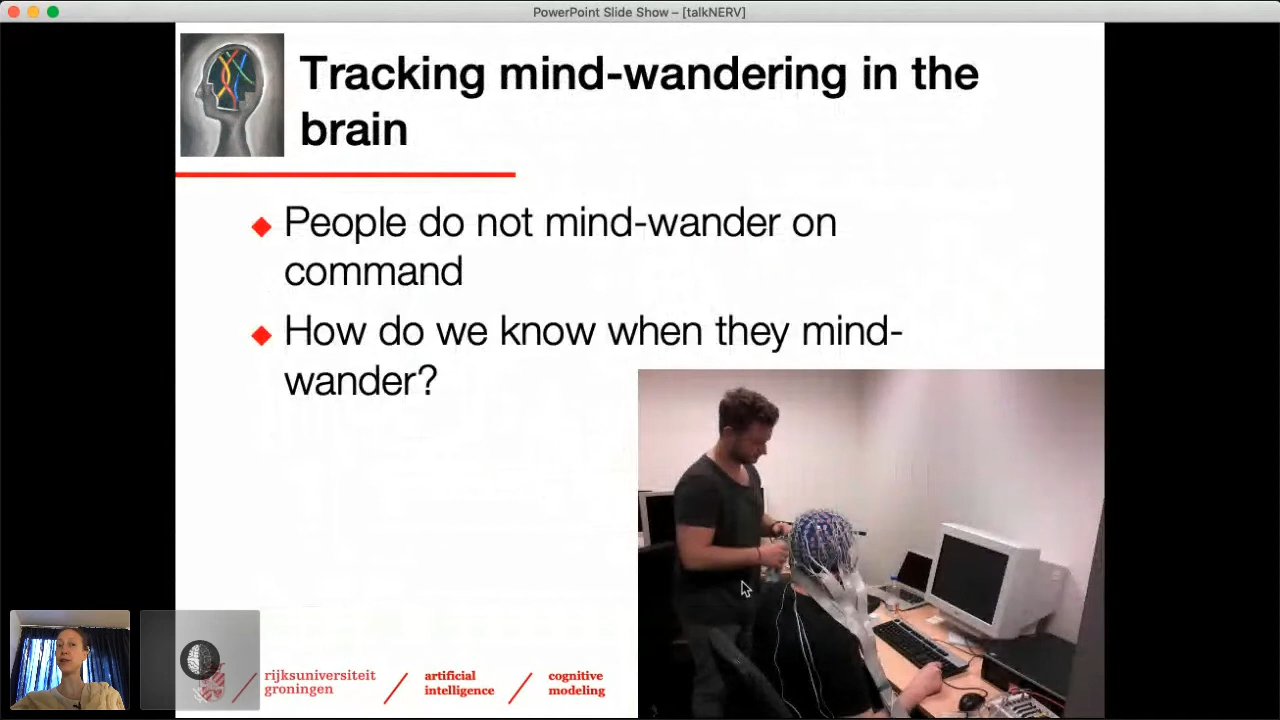 PowerPoint Slide Show – [talkNERV]
Tracking mind-wandering in the
brain
People do not mind-wander on
command
How do we know when they mind-
wander?
rijksuniversiteit
groningen
artificial
intelligence
cognitive
modeling